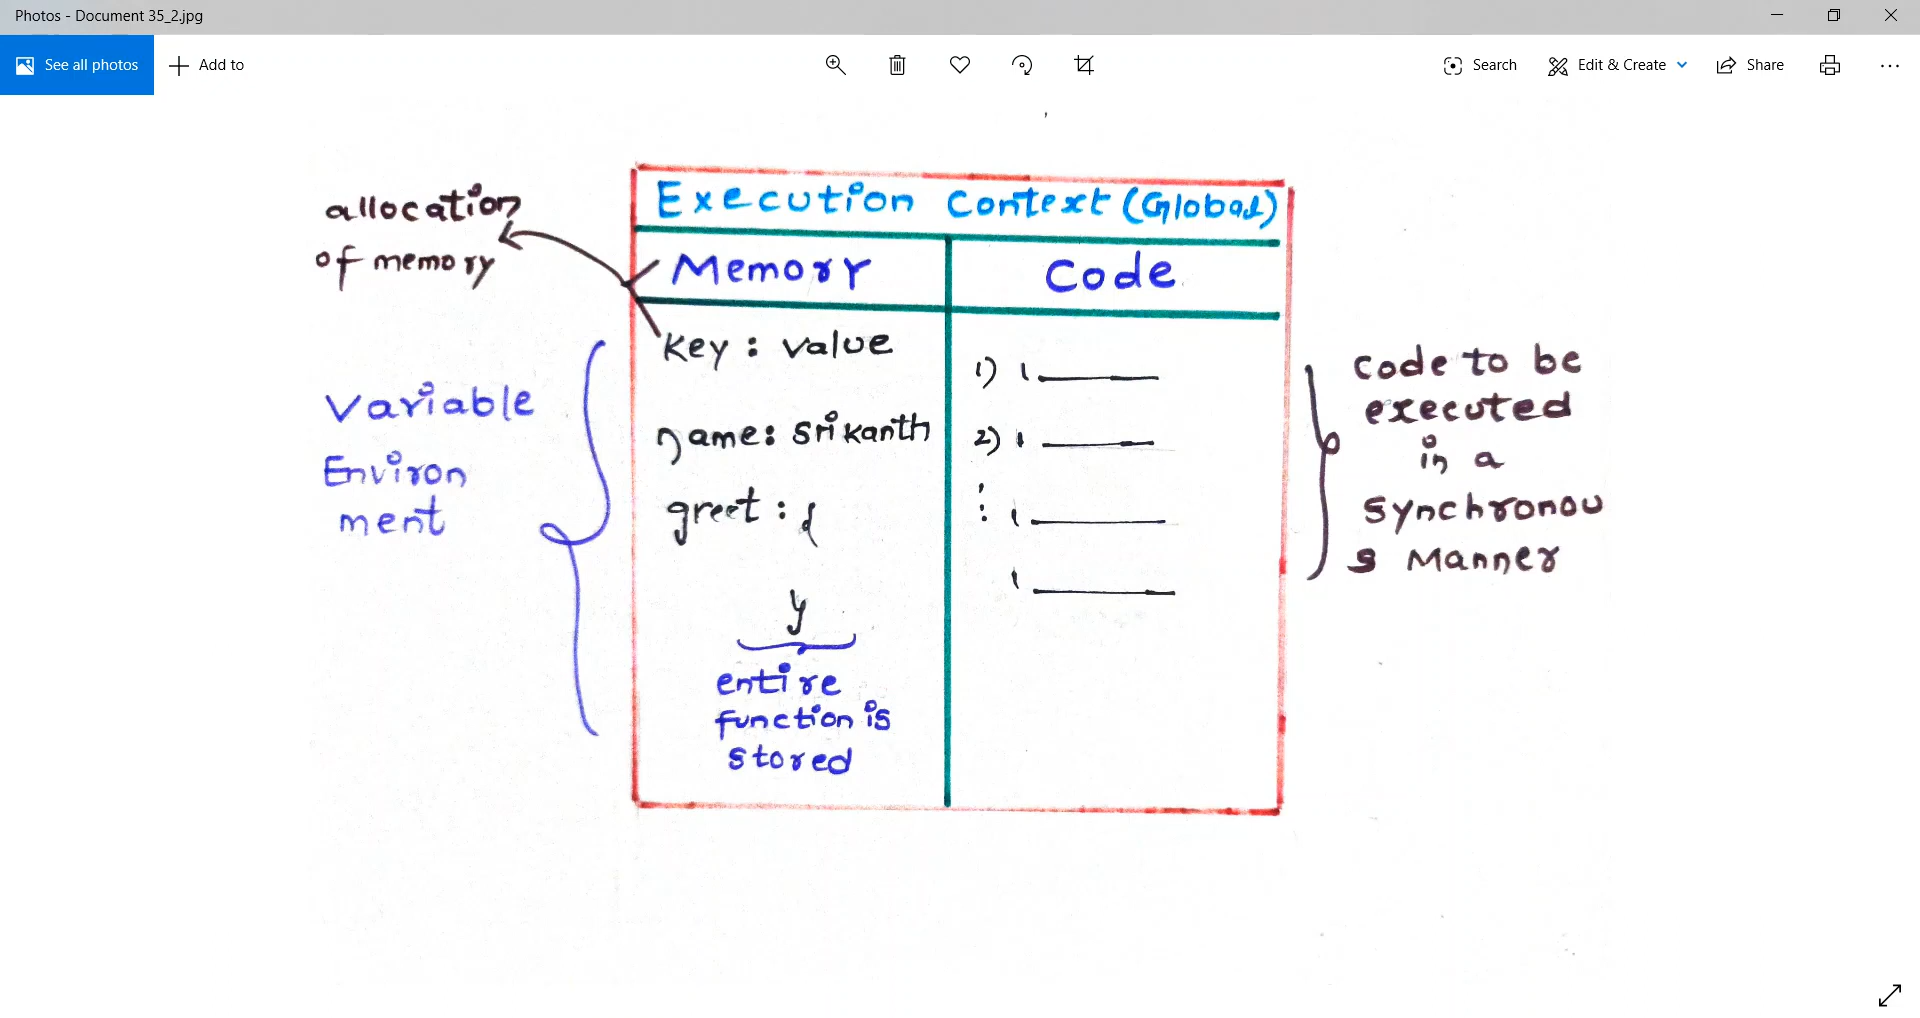 Photos - Document 35_2.jpg
See all photos
Add to
Search
Edit & Create
Share
allocation
of memory
Execution Context (Global)
Memory
Code
Key : value
name: srikanth
greet : {
}
entire
function is
stored
1)
2)
Variable
Environ
ment
Code to be
executed
in a
synchronou
s Manner